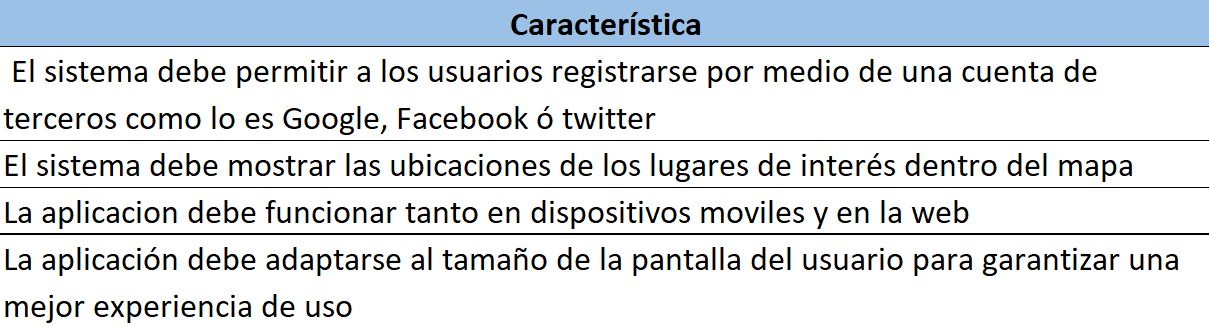 Característica
El sistema debe permitir a los usuarios registrarse por medio de una cuenta de
terceros como lo es Google, Facebook ó twitter
El sistema debe mostrar las ubicaciones de los lugares de interés dentro del mapa
La aplicacion debe funcionar tanto en dispositivos moviles y en la web
La aplicación debe adaptarse al tamaño de la pantalla del usuario para garantizar una
mejor experiencia de uso